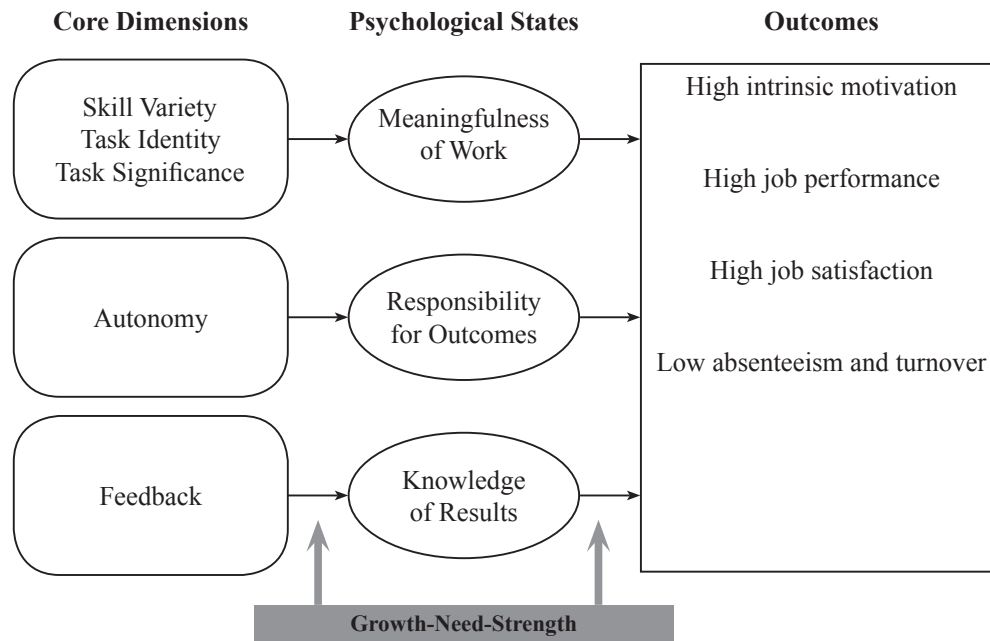 Core Dimensions
Psychological States
Outcomes
Skill Variety
Task Identity
Task Significance
Meaningfulness
of Work
High intrinsic motivation
High job performance
High job satisfaction
Low absenteeism and turnover
Autonomy
Responsibility
for Outcomes
Feedback
Knowledge
of Results
Growth-Need-Strength